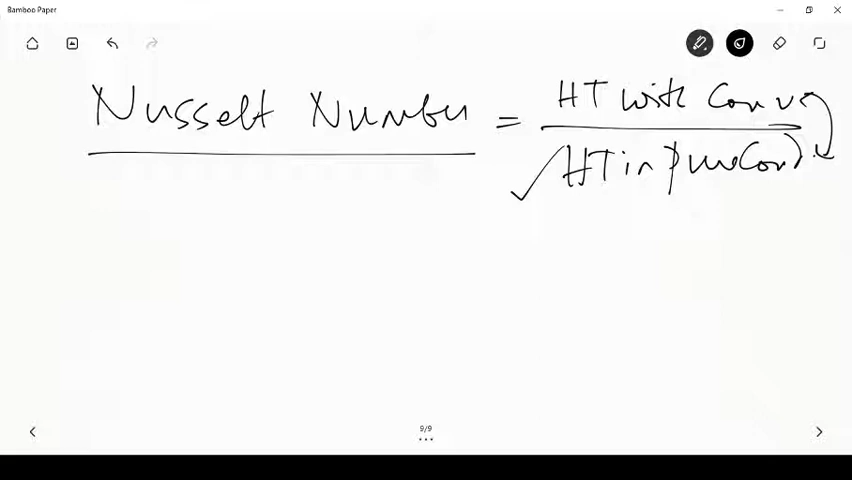 Bamboo Paper
Nusselt Number = HT with Conv
HT in pure Cond
9/9